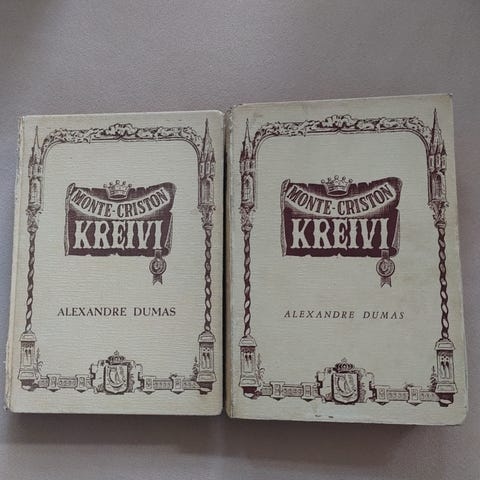 MONTE-CRISTON
KREIVI
ALEXANDRE DUMAS
MONTE-CRISTON
KREIVI
ALEXANDRE DUMAS